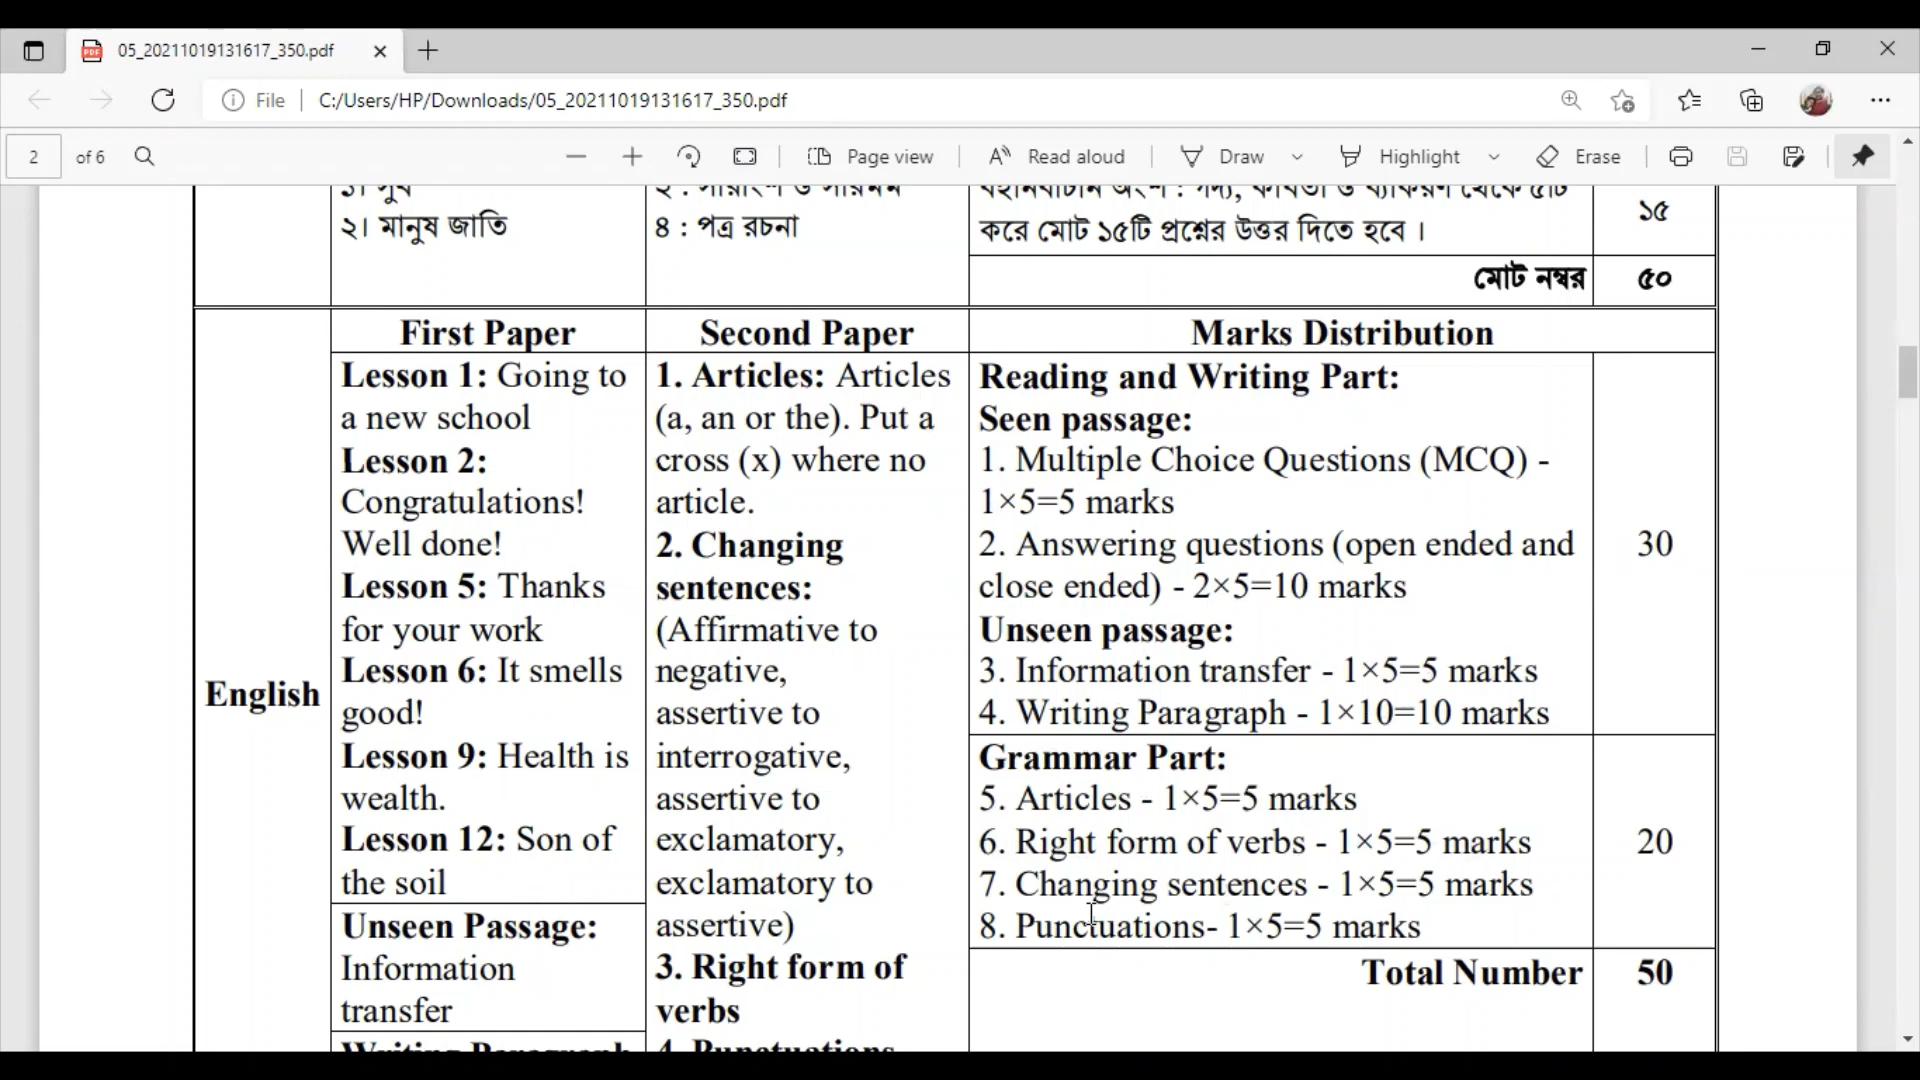 05_20211019131617_350.pdf
File
C:/Users/HP/Downloads/05_20211019131617_350.pdf
2 of 6
Page view
Read aloud
Draw
Highlight
Erase
২। মানুষ জাতি
৪ : পত্র রচনা
করে মোট ১৫টি প্রশ্নের উত্তর দিতে হবে ।
১৫
মোট নম্বর
৫০
English
First Paper
Lesson 1: Going to
a new school
Lesson 2:
Congratulations!
Well done!
Lesson 5: Thanks
for your work
Lesson 6: It smells
good!
Lesson 9: Health is
wealth.
Lesson 12: Son of
the soil
Unseen Passage:
Information
transfer
Writing Paragraph
Second Paper
1. Articles: Articles
(a, an or the). Put a
cross (x) where no
article.
2. Changing
sentences:
(Affirmative to
negative,
assertive to
interrogative,
assertive to
exclamatory,
exclamatory to
assertive)
3. Right form of
verbs
4. Punctuations
Marks Distribution
Reading and Writing Part:
Seen passage:
1. Multiple Choice Questions (MCQ) -
1×5=5 marks
2. Answering questions (open ended and
close ended) - 2×5=10 marks
Unseen passage:
3. Information transfer - 1×5=5 marks
4. Writing Paragraph - 1×10=10 marks
30
Grammar Part:
5. Articles - 1×5=5 marks
6. Right form of verbs - 1×5=5 marks
7. Changing sentences - 1×5=5 marks
8. Punctuations- 1×5=5 marks
20
Total Number
50